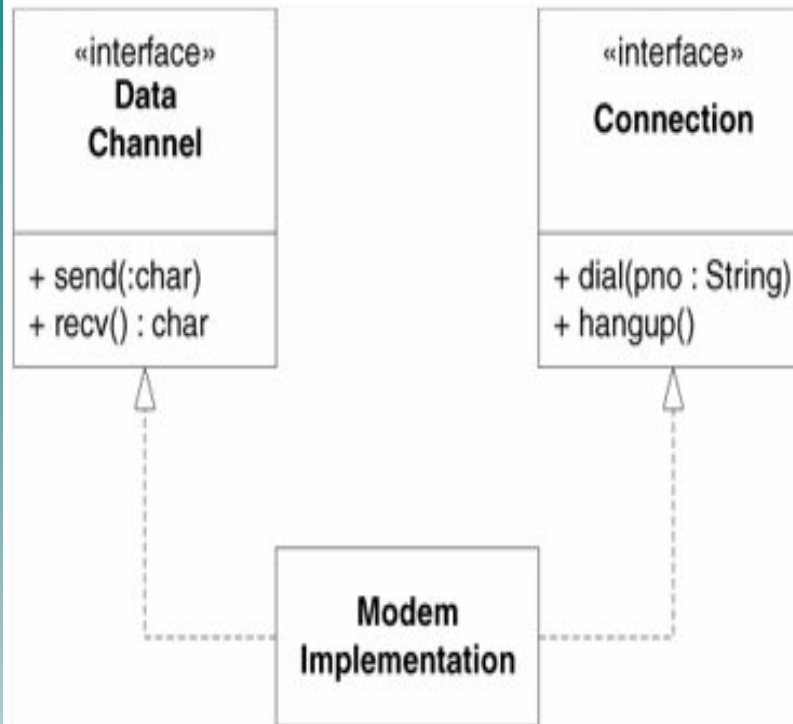 «interface»
Data
Channel
+ send(:char)
+ recv() : char
«interface»
Connection
+ dial(pno : String)
+ hangup()
Modem
Implementation